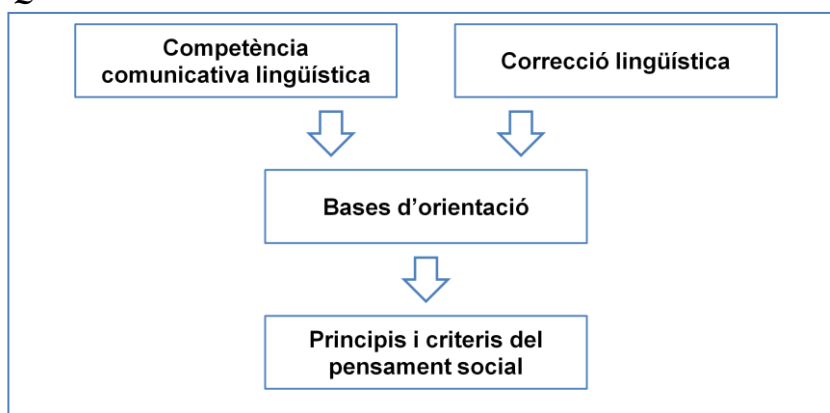 Competència
comunicativa lingüística
Correcció lingüística
Bases d'orientació
Principis i criteris del
pensament social